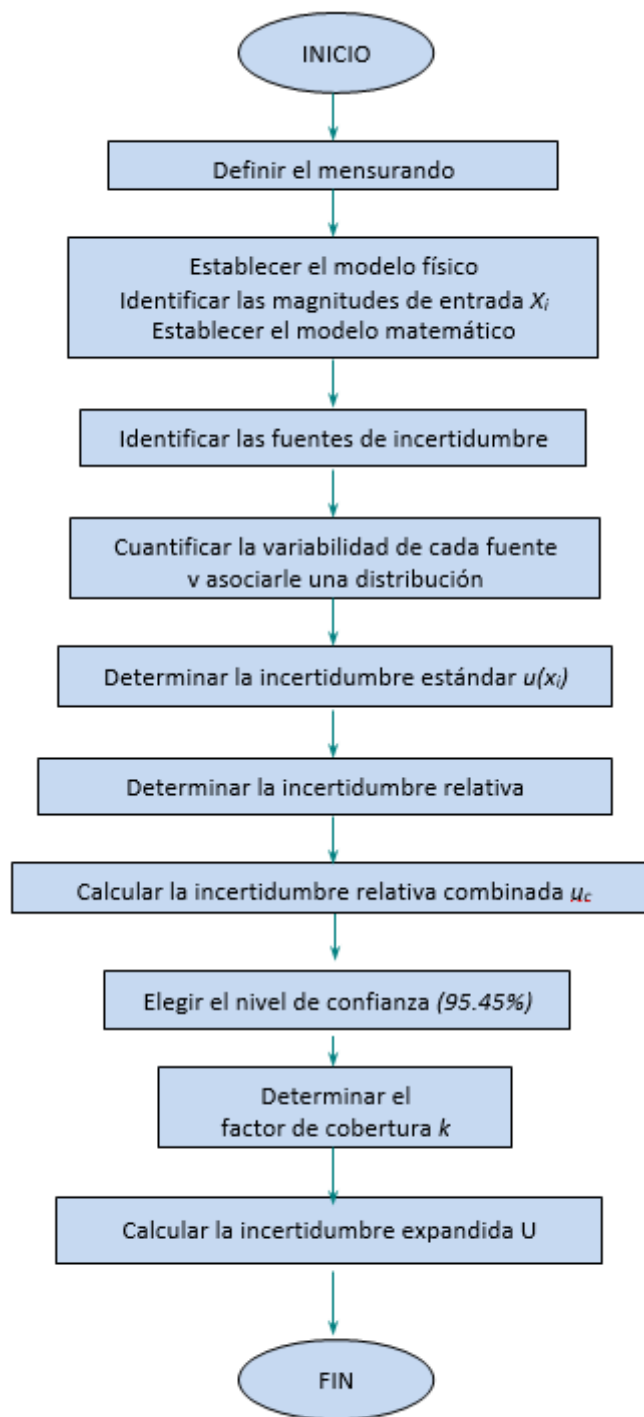 INICIO
Definir el mensurando
Establecer el modelo físico
Identificar las magnitudes de entrada Xi
Establecer el modelo matemático
Identificar las fuentes de incertidumbre
Cuantificar la variabilidad de cada fuente
v asociarle una distribución
Determinar la incertidumbre estándar u(xi)
Determinar la incertidumbre relativa
Calcular la incertidumbre relativa combinada μc
Elegir el nivel de confianza (95.45%)
Determinar el
factor de cobertura k
Calcular la incertidumbre expandida U
FIN